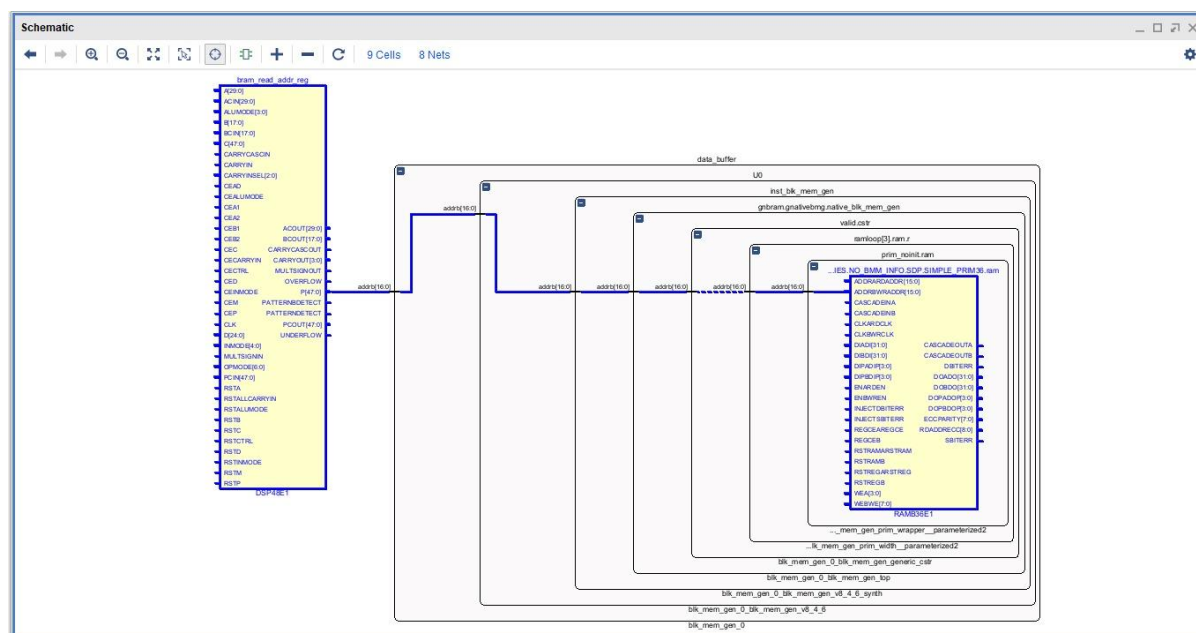 Schematic
9 Cells 8 Nets
bram_read_addr_reg
A[29:0]
ACIN[29:0]
ALUMODE[3:0]
B[17:0]
BCIN[17:0]
C[47:0]
CARRYCASCIN
CARRYIN
CARRYINSEL[2:0]
CEAD
CEALUMODE
CEA1
CEA2
CEB1 ACOUT[29:0]
CEB2 BCOUT[17:0]
CEC CARRYCASCOUT
CECARRYIN CARRYOUT[3:0]
CECTRL MULTSIGNOUT
CED OVERFLOW
CEINMODE P[47:0]
CEM PATTERNBDETECT
CEP PATTERNDETECT
CLK PCOUT[47:0]
D[24:0] UNDERFLOW
INMODE[4:0]
MULTSIGNIN
OPMODE[6:0]
PCIN[47:0]
RSTA
RSTALLCARRYIN
RSTALUMODE
RSTB
RSTC
RSTCTRL
RSTD
RSTINMODE
RSTM
RSTP
DSP48E1
data_buffer
U0
inst_blk_mem_gen
gnbram.gnativebmg.native_blk_mem_gen
valid.cstr
ramloop[3].ram.r
prim_noinit.ram
...IES.NO_BMM_INFO.SDP.SIMPLE_PRIM36.ram
addrb[16:0]
addrb[16:0] addrb[16:0] addrb[16:0] addrb[16:0] addrb[16:0]
ADDRARDADDR[15:0]
ADDRBWRADDR[15:0]
CASCADEINA
CASCADEINB
CLKARDCLK
CLKBWRCLK
DIADI[31:0] CASCADEOUTA
DIBDI[31:0] CASCADEOUTB
DIPADIP[3:0] DBITERR
DIPBDIP[3:0] DOADO[31:0]
ENARDEN DOBDO[31:0]
ENBWREN DOPADOP[3:0]
INJECTDBITERR DOPBDOP[3:0]
INJECTSBITERR ECCPARITY[7:0]
REGCEAREGCE RDADDRECC[8:0]
REGCEB SBITERR
RSTRAMARSTRAM
RSTRAMB
RSTREGARSTREG
RSTREGB
WEA[3:0]
WEBWE[7:0]
RAMB36E1
..._mem_gen_prim_wrapper__parameterized2
...lk_mem_gen_prim_width__parameterized2
blk_mem_gen_0_blk_mem_gen_generic_cstr
blk_mem_gen_0_blk_mem_gen_top
blk_mem_gen_0_blk_mem_gen_v8_4_6_synth
blk_mem_gen_0_blk_mem_gen_v8_4_6
blk_mem_gen_0